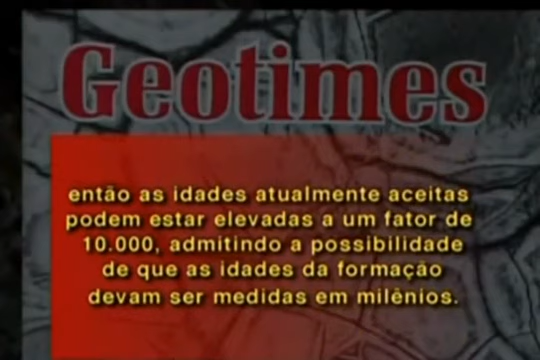 Geotimes
então as idades atualmente aceitas
podem estar elevadas a um fator de
10.000, admitindo a possibilidade
de que as idades da formação
devam ser medidas em milênios.